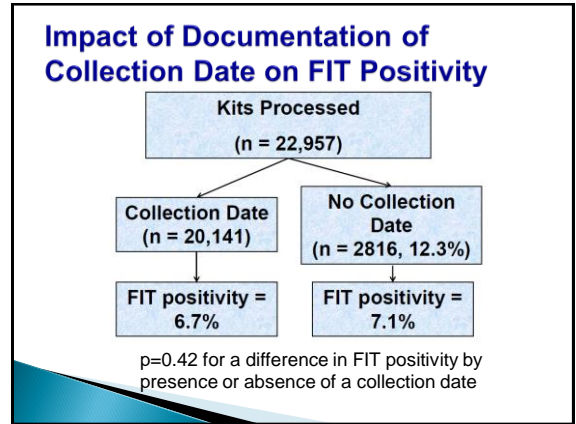 Impact of Documentation of
Collection Date on FIT Positivity
Kits Processed
(n = 22,957)
Collection Date
(n = 20,141)
No Collection
Date
(n = 2816, 12.3%)
FIT positivity =
6.7%
FIT positivity =
7.1%
p=0.42 for a difference in FIT positivity by
presence or absence of a collection date